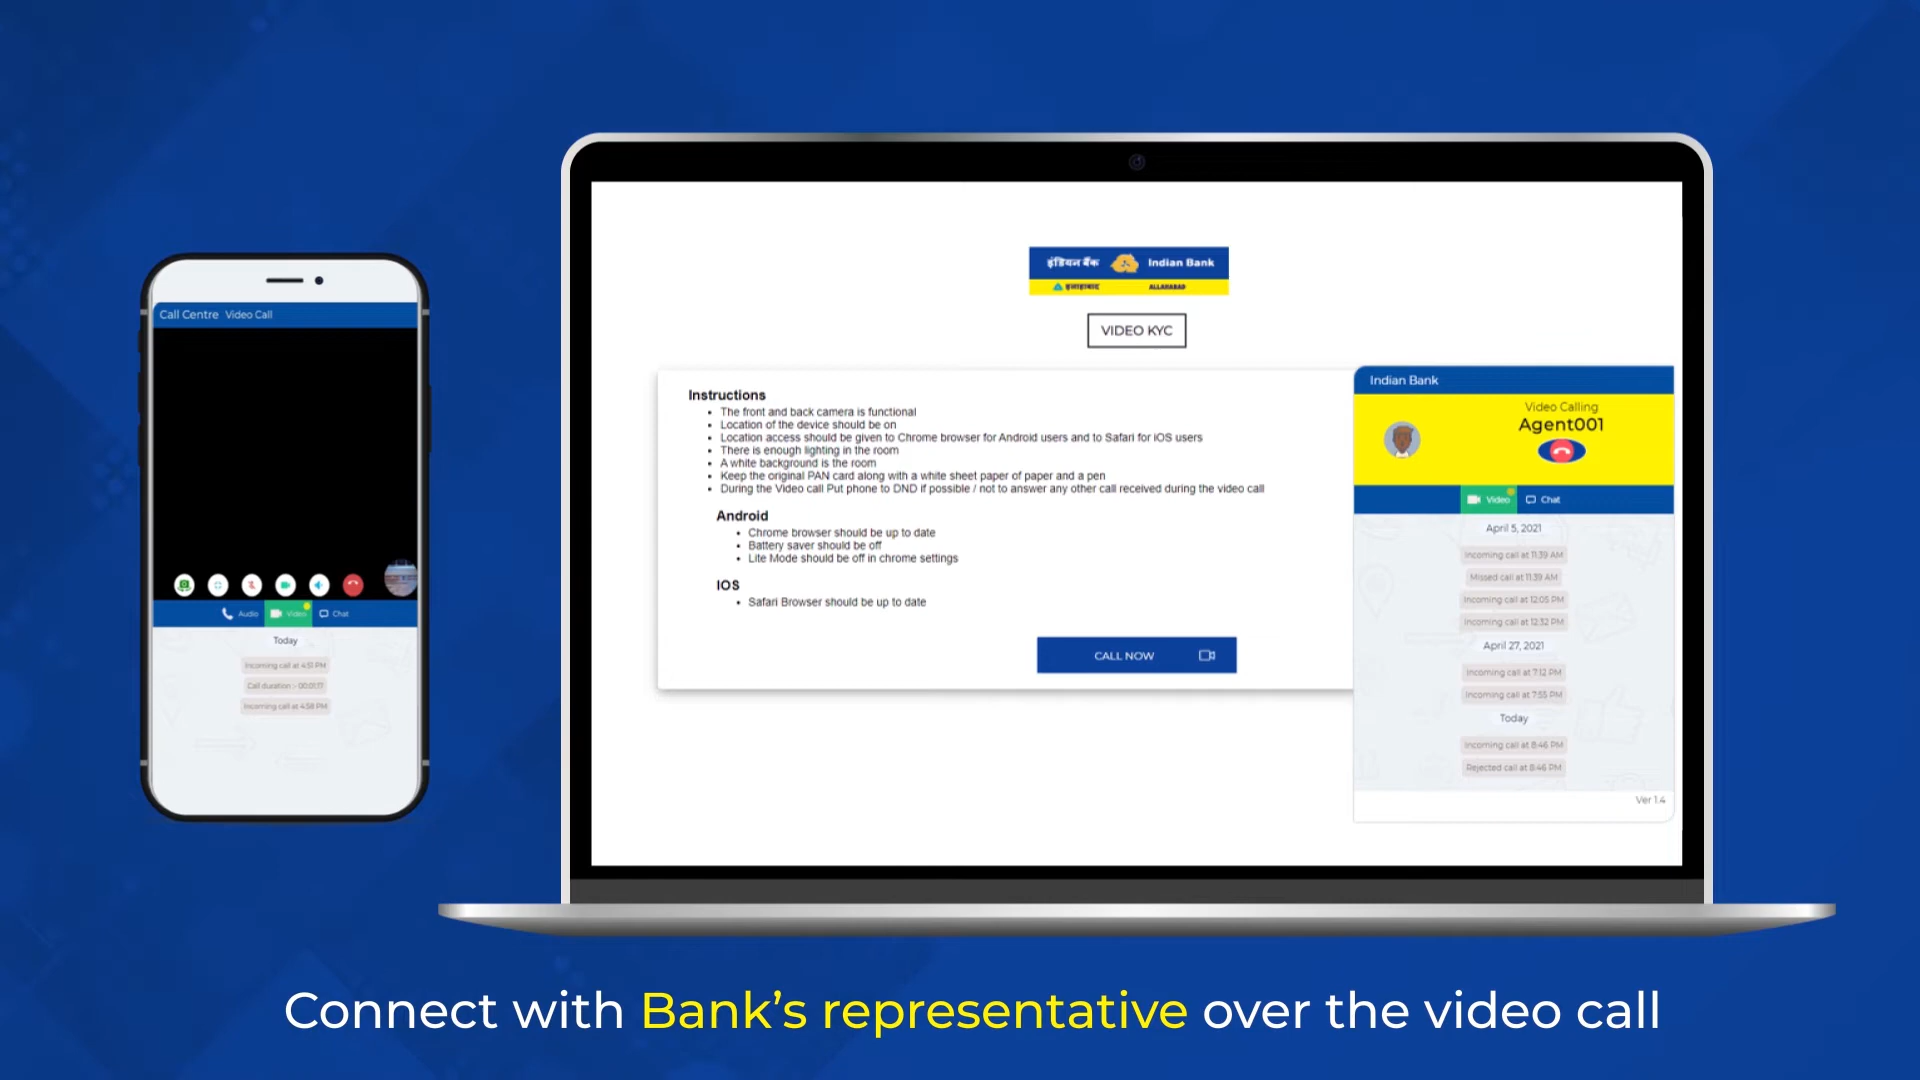 Call Centre Video Call
Audio Video Chat
Today
Incoming call at 4:51 PM
Call duration :- 00:01:17
Incoming call at 4:58 PM
इंडियन बैंक Indian Bank
इलाहाबाद ALLAHABAD
VIDEO KYC
Instructions
The front and back camera is functional
Location of the device should be on
Location access should be given to Chrome browser for Android users and to Safari for iOS users
There is enough lighting in the room
A white background is the room
Keep the original PAN card along with a white sheet paper of paper and a pen
During the Video call Put phone to DND if possible / not to answer any other call received during the video call
Android
Chrome browser should be up to date
Battery saver should be off
Lite Mode should be off in chrome settings
IOS
Safari Browser should be up to date
CALL NOW
Indian Bank
Video Calling
Agent001
Video Chat
April 5, 2021
Incoming call at 11:39 AM
Missed call at 11:39 AM
Incoming call at 12:05 PM
Incoming call at 12:32 PM
April 27, 2021
Incoming call at 7:12 PM
Incoming call at 7:55 PM
Today
Incoming call at 8:46 PM
Rejected call at 8:46 PM
Ver 1.4
Connect with Bank’s representative over the video call